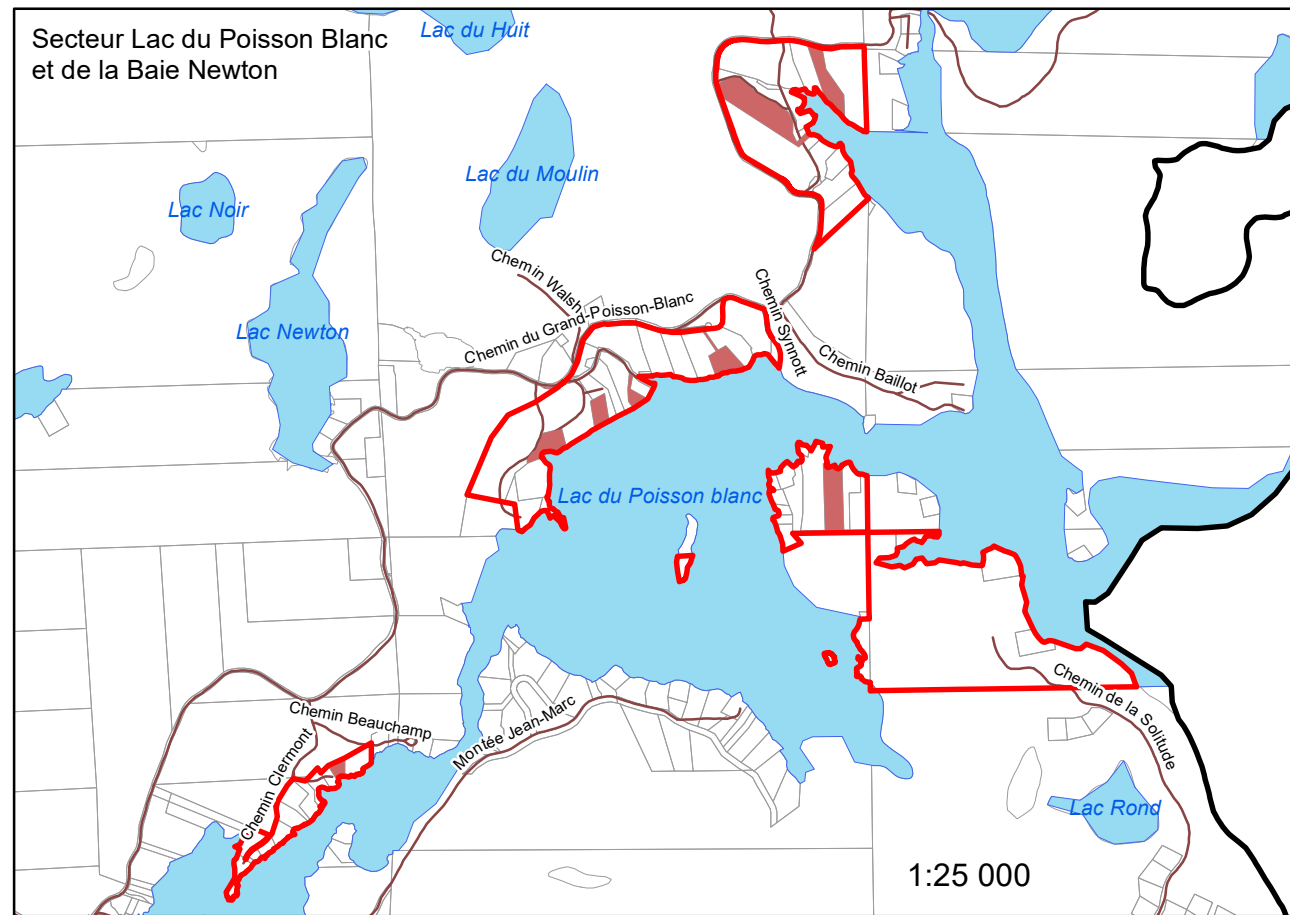 Secteur Lac du Poisson Blanc
et de la Baie Newton
Lac du Huit
Lac du Moulin
Lac Noir
Chemin Walsh
Chemin du Grand-Poisson-Blanc
Chemin Synnott
Lac Newton
Chemin Baillot
Lac du Poisson blanc
Chemin Beauchamp
Montée Jean-Marc
Chemin de la Solitude
Chemin Clermont
Lac Rond
1:25 000